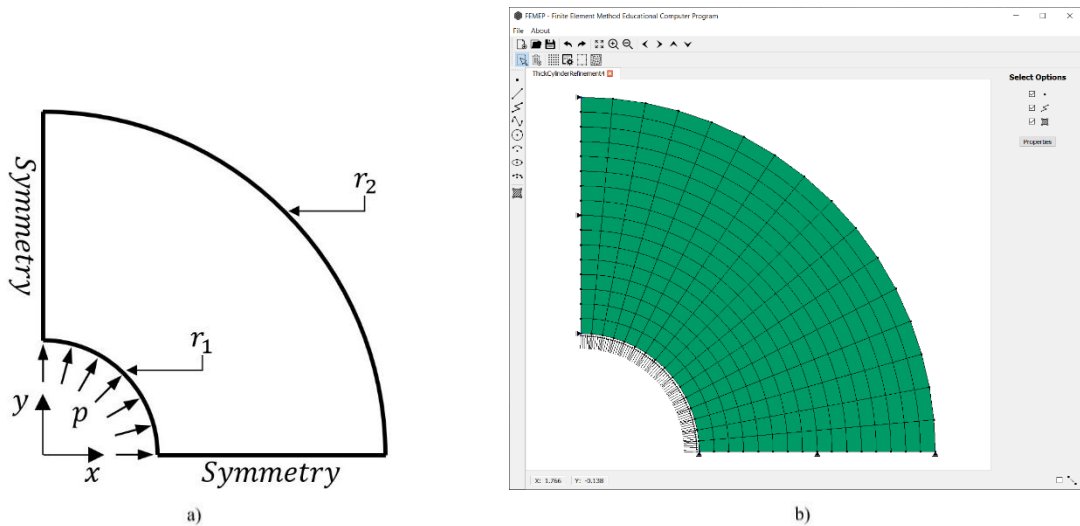 Symmetry
r2
r1
y
p
x
Symmetry
a)
FEMEP - Finite Element Method Educational Computer Program
File About
ThickCylinderRefinement4
Select Options
Properties
X: 1.766 Y: -0.138
b)